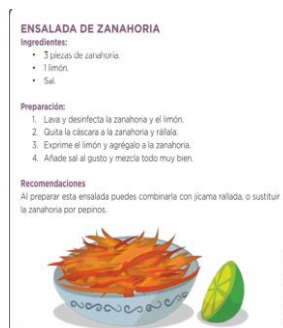 ENSALADA DE ZANAHORIA
Ingredientes:
• 3 piezas de zanahoria.
• 1 limón.
• Sal.
Preparación:
1. Lava y desinfecta la zanahoria y el limón.
2. Quita la cáscara a la zanahoria y rállala.
3. Exprime el limón y agrégalo a la zanahoria.
4. Añade sal al gusto y mezcla todo muy bien.
Recomendaciones
Al preparar esta ensalada puedes combinarla con jícama rallada, o sustituir
la zanahoria por pepinos.